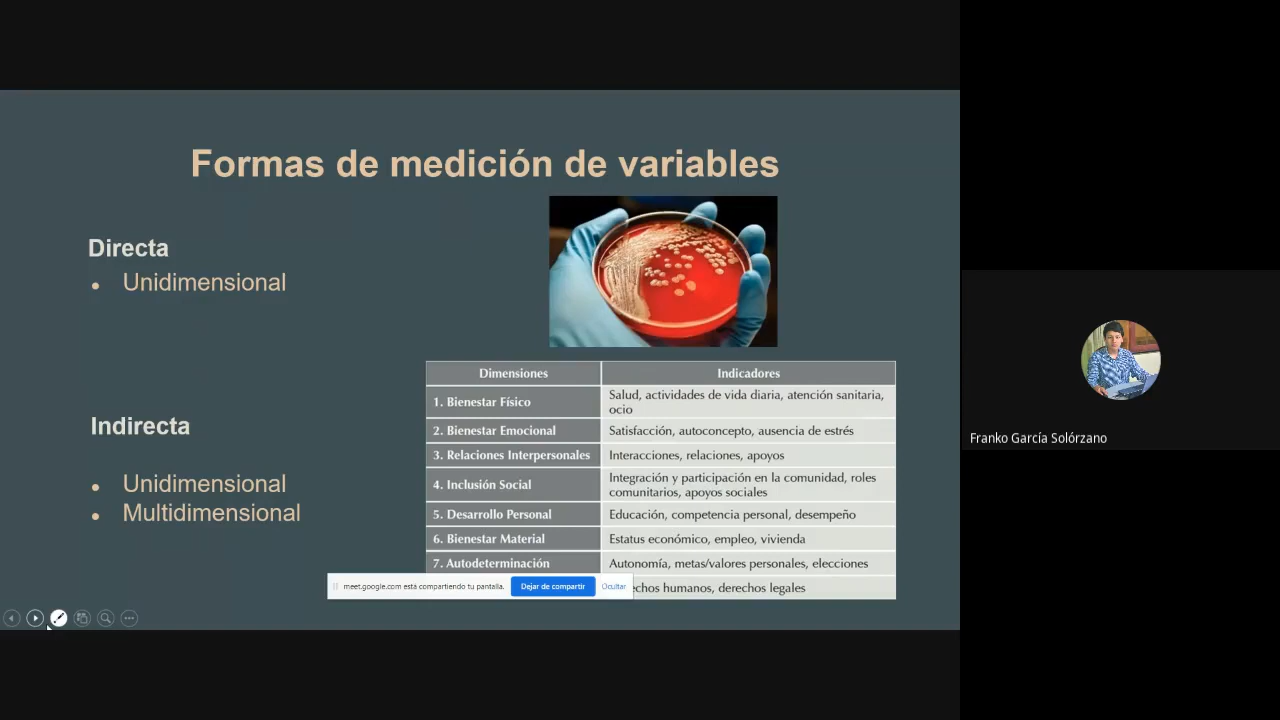 Formas de medición de variables
Directa
Unidimensional
Indirecta
Unidimensional
Multidimensional
Dimensiones Indicadores
1. Bienestar Físico Salud, actividades de vida diaria, atención sanitaria,
ocio
2. Bienestar Emocional Satisfacción, autoconcepto, ausencia de estrés
3. Relaciones Interpersonales Interacciones, relaciones, apoyos
4. Inclusión Social Integración y participación en la comunidad, roles
comunitarios, apoyos sociales
5. Desarrollo Personal Educación, competencia personal, desempeño
6. Bienestar Material Estatus económico, empleo, vivienda
7. Autodeterminación Autonomía, metas/valores personales, elecciones
humanos, derechos legales
meet.google.com está compartiendo tu pantalla. Dejar de compartir Ocultar
Franko García Solórzano